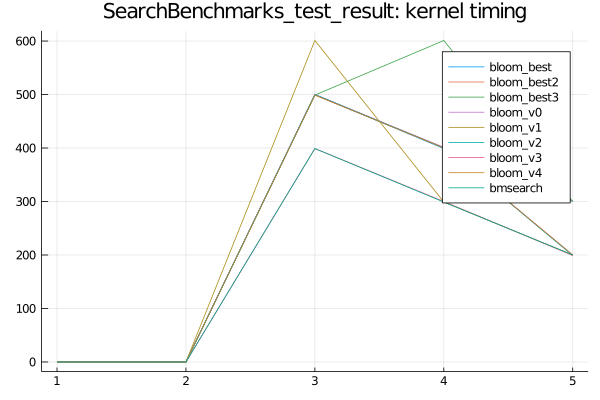 SearchBenchmarks_test_result: kernel timing
600
500
400
300
200
100
0
1 2 3 4 5
bloom_best
bloom_best2
bloom_best3
bloom_v0
bloom_v1
bloom_v2
bloom_v3
bloom_v4
bmsearch